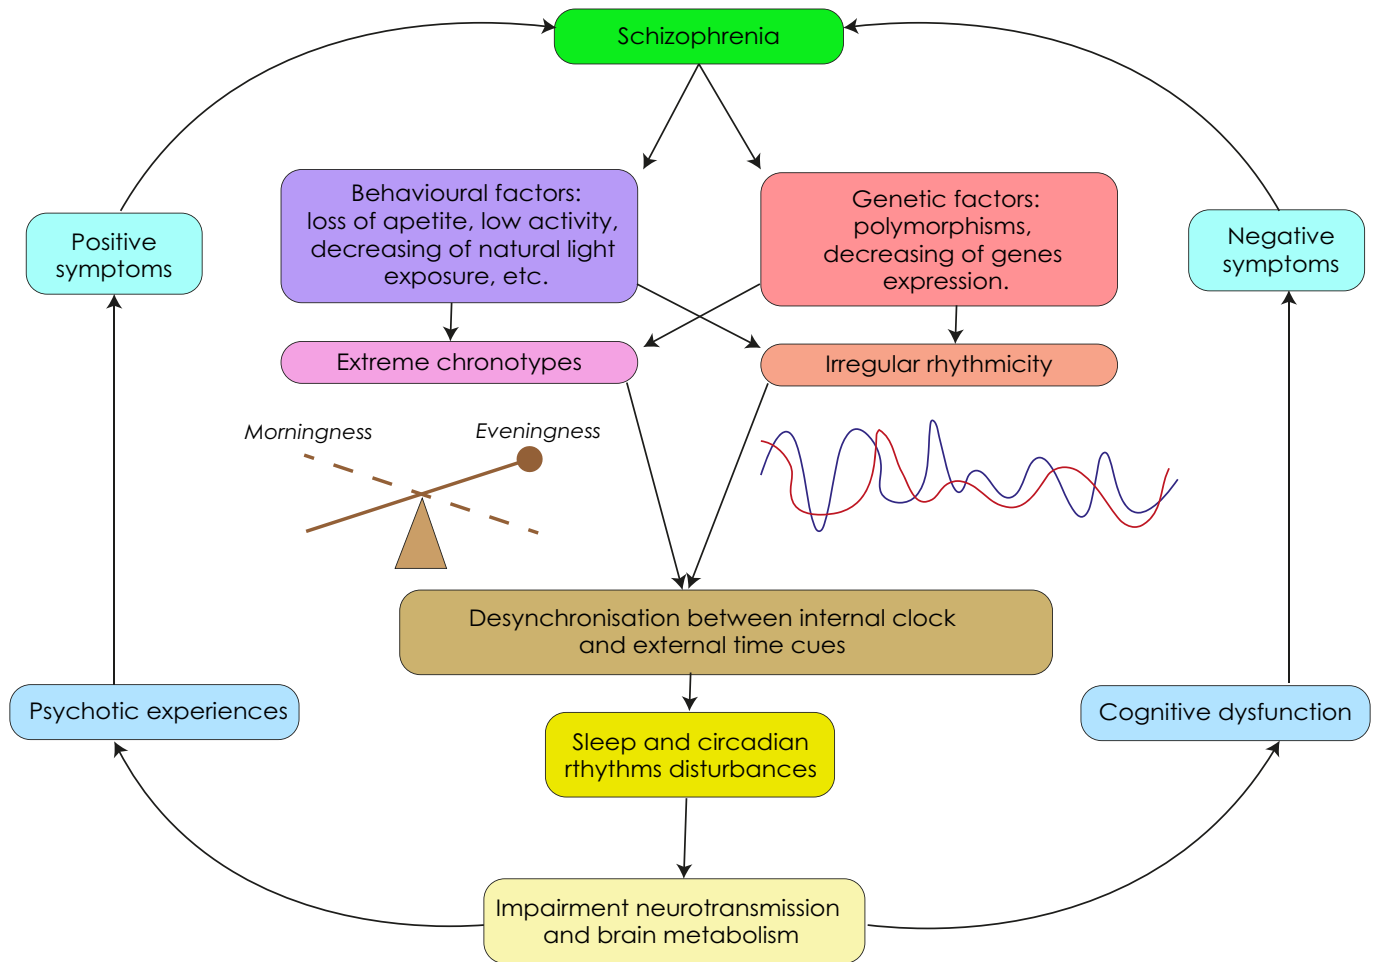 Schizophrenia
Behavioural factors:
loss of apetite, low activity,
decreasing of natural light
exposure, etc.
Genetic factors:
polymorphisms,
decreasing of genes
expression.
Positive
symptoms
Negative
symptoms
Extreme chronotypes
Irregular rhythmicity
Morningness
Eveningness
Desynchronisation between internal clock
and external time cues
Psychotic experiences
Cognitive dysfunction
Sleep and circadian
rthythms disturbances
Impairment neurotransmission
and brain metabolism